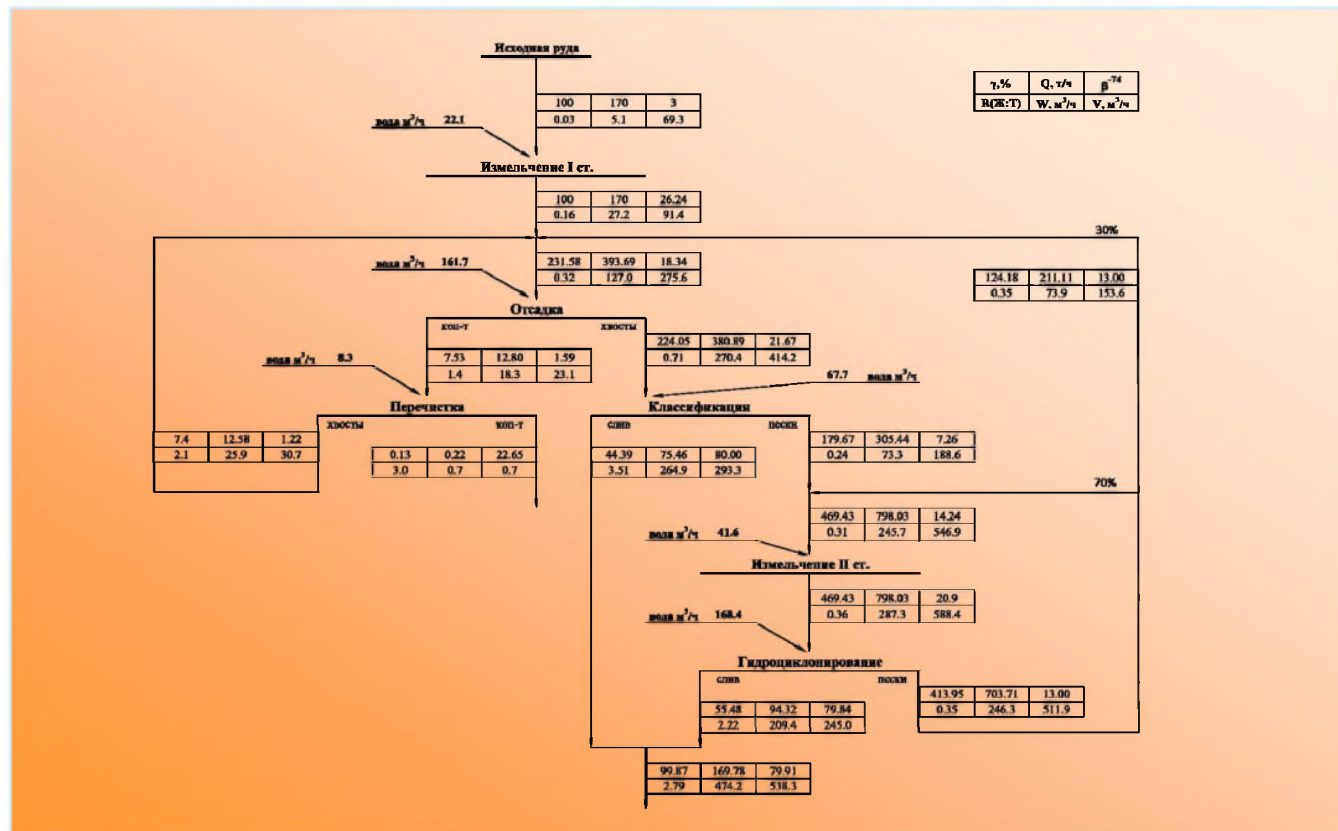 Исходная руда
γ,% Q, т/ч β⁻⁷⁴
R(Ж:Т) W, м³/ч V, м³/ч
100 170 3
0.03 5.1 69.3
вода м³/ч 22.1
Измельчение I ст.
100 170 26.24
0.16 27.2 91.4
30%
231.58 393.69 18.34
0.32 127.0 275.6
вода м³/ч 161.7
124.18 211.11 13.00
0.35 73.9 153.6
Отсадка
кон-т хвосты
224.05 380.89 21.67
0.71 270.4 414.2
7.53 12.80 1.59
1.4 18.3 23.1
вода м³/ч 8.3
67.7 вода м³/ч
Перечистка Классификация
хвосты кон-т слив пески
7.4 12.58 1.22
2.1 25.9 30.7
0.13 0.22 22.65
3.0 0.7 0.7
44.39 75.46 80.00
3.51 264.9 293.3
179.67 305.44 7.26
0.24 73.3 188.6
70%
469.43 798.03 14.24
0.31 245.7 546.9
вода м³/ч 41.6
Измельчение II ст.
469.43 798.03 20.9
0.36 287.3 588.4
вода м³/ч 168.4
Гидроциклонирование
слив пески
413.95 703.71 13.00
0.35 246.3 511.9
55.48 94.32 79.84
2.22 209.4 245.0
99.87 169.78 79.91
2.79 474.2 538.3